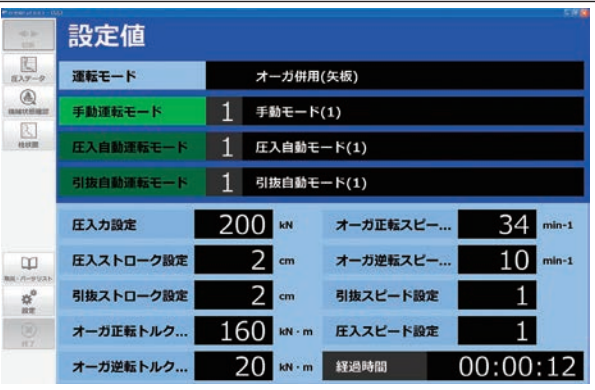 設定値
圧入データ
機械状態確認
柱状図
設定
終了
運転モード オーガ併用(矢板)
手動運転モード 1 手動モード(1)
圧入自動運転モード 1 圧入自動モード(1)
引抜自動運転モード 1 引抜自動モード(1)
圧入力設定 200 kN オーガ正転スピー... 34 min-1
圧入ストローク設定 2 cm オーガ逆転スピー... 10 min-1
引抜ストローク設定 2 cm 引抜スピード設定 1
オーガ正転トルク... 160 kN・m 圧入スピード設定 1
オーガ逆転トルク... 20 kN・m 経過時間 00:00:12